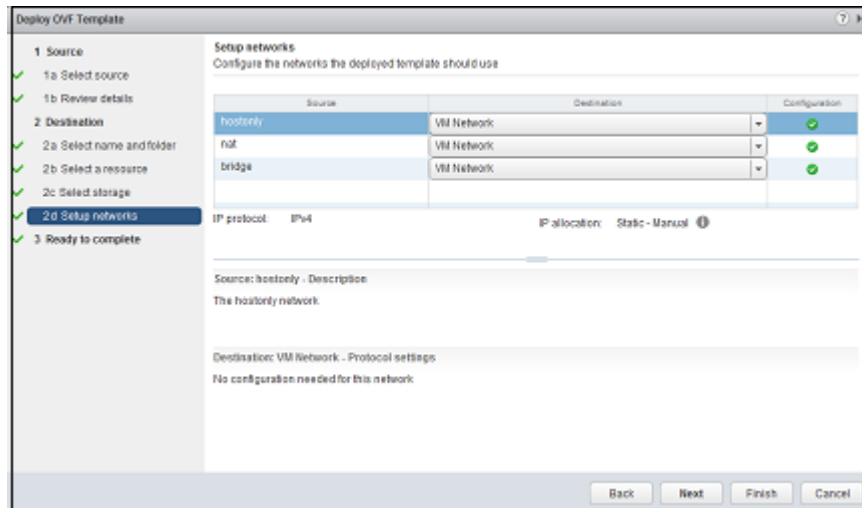 Deploy OVF Template
1 Source
1a Select source
1b Review details
2 Destination
2a Select name and folder
2b Select a resource
2c Select storage
2d Setup networks
3 Ready to complete
Setup networks
Configure the networks the deployed template should use
Source Destination Configuration
hostonly VM Network
nat VM Network
bridge VM Network
IP protocol: IPv4 IP allocation: Static - Manual
Source: hostonly - Description
The hostonly network
Destination: VM Network - Protocol settings
No configuration needed for this network
Back Next Finish Cancel